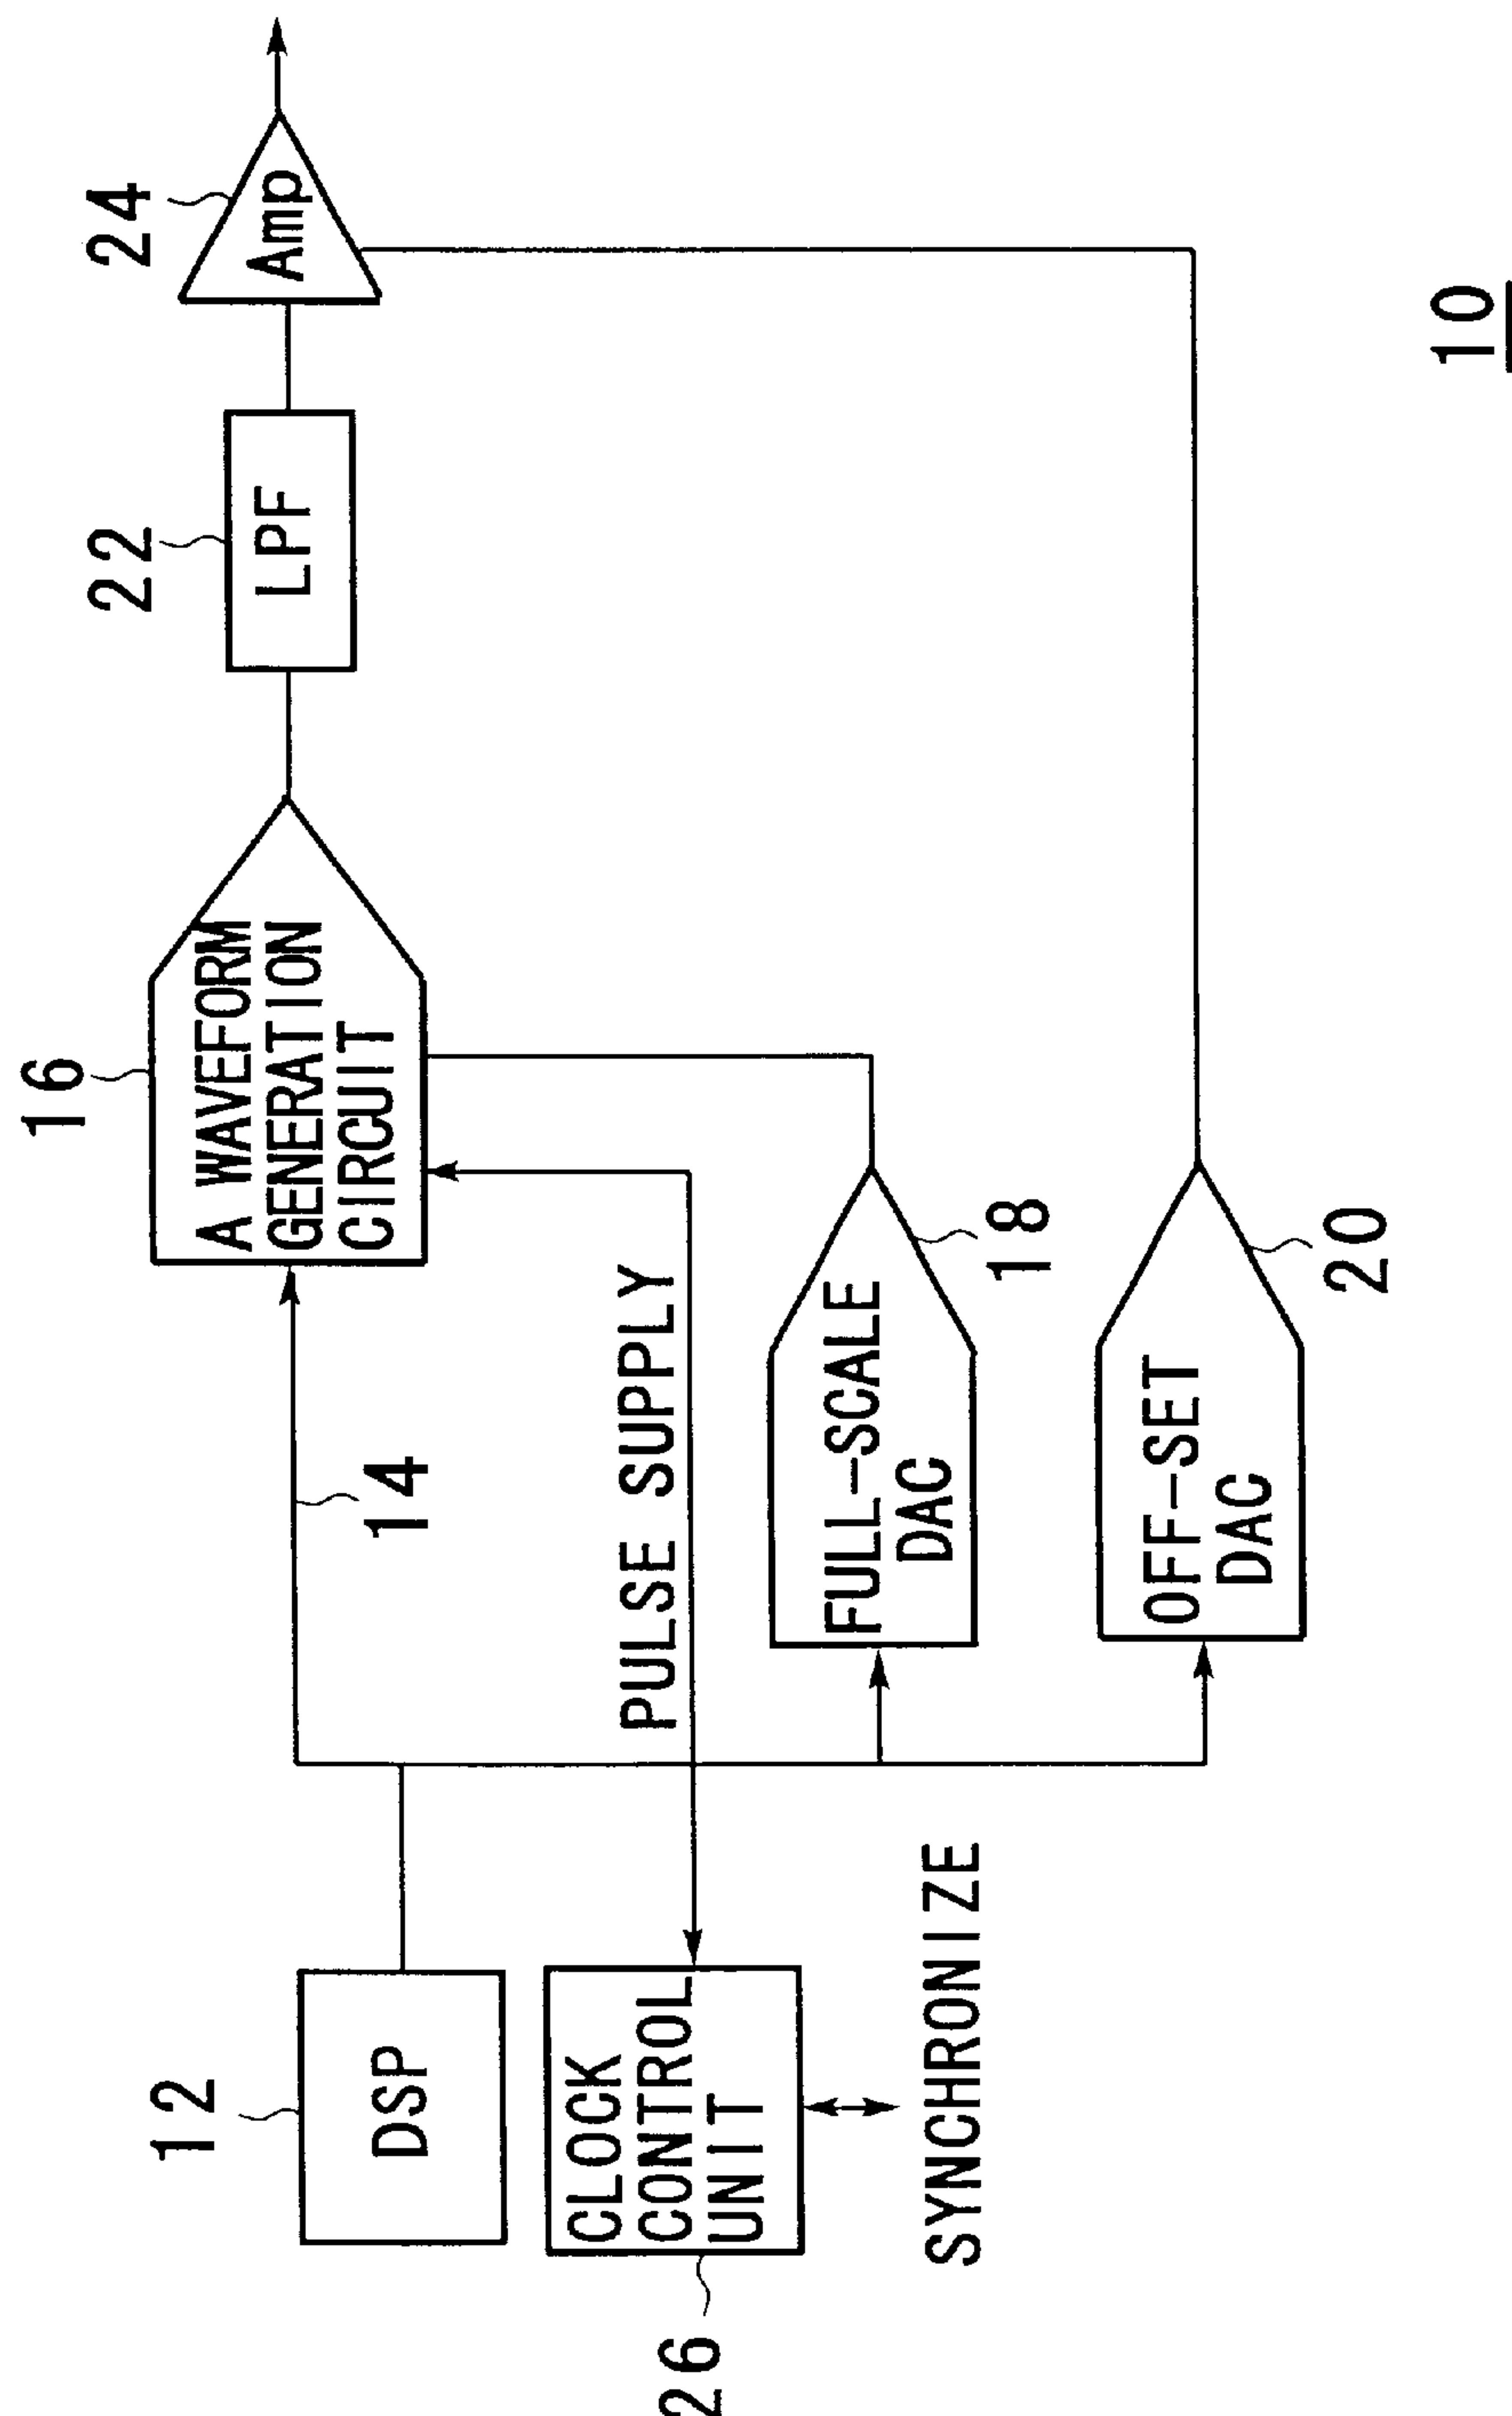 16
A WAVEFORM
GENERATION
CIRCUIT
22
LPF
24
Amp
12
DSP
14
PULSE SUPPLY
26
CLOCK
CONTROL
UNIT
FULL-SCALE
DAC
18
SYNCHRONIZE
OFF-SET
DAC
20
10